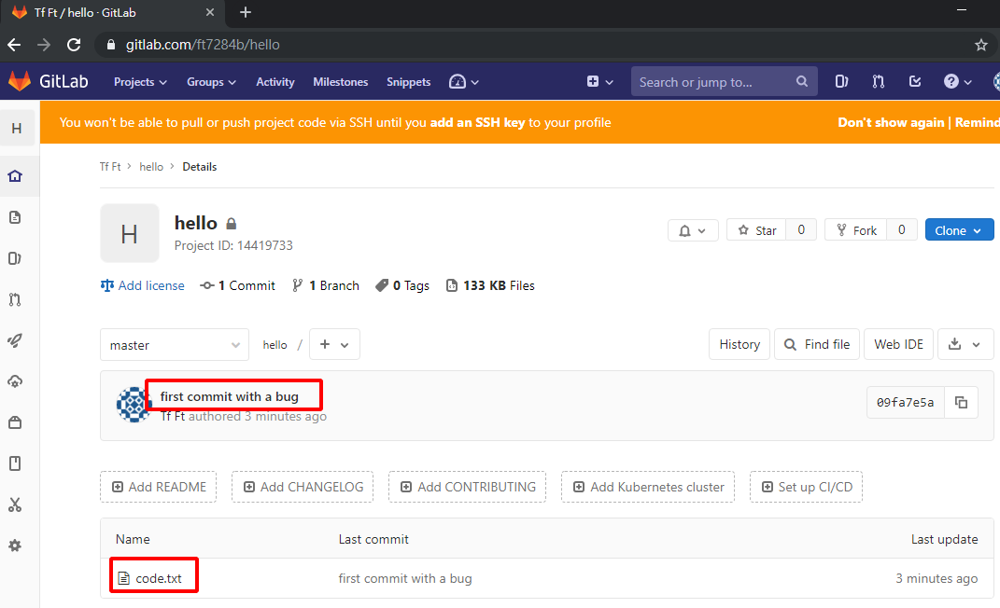 Tf Ft / hello · GitLab
gitlab.com/ft7284b/hello
GitLab Projects Groups Activity Milestones Snippets Search or jump to...
H You won't be able to pull or push project code via SSH until you add an SSH key to your profile Don't show again | Remind
Tf Ft > hello > Details
H
hello
Project ID: 14419733
Star 0 Fork 0 Clone
Add license 1 Commit 1 Branch 0 Tags 133 KB Files
master hello / + History Find file Web IDE
first commit with a bug
Tf Ft authored 3 minutes ago
09fa7e5a
Add README Add CHANGELOG Add CONTRIBUTING Add Kubernetes cluster Set up CI/CD
Name Last commit Last update
code.txt first commit with a bug 3 minutes ago